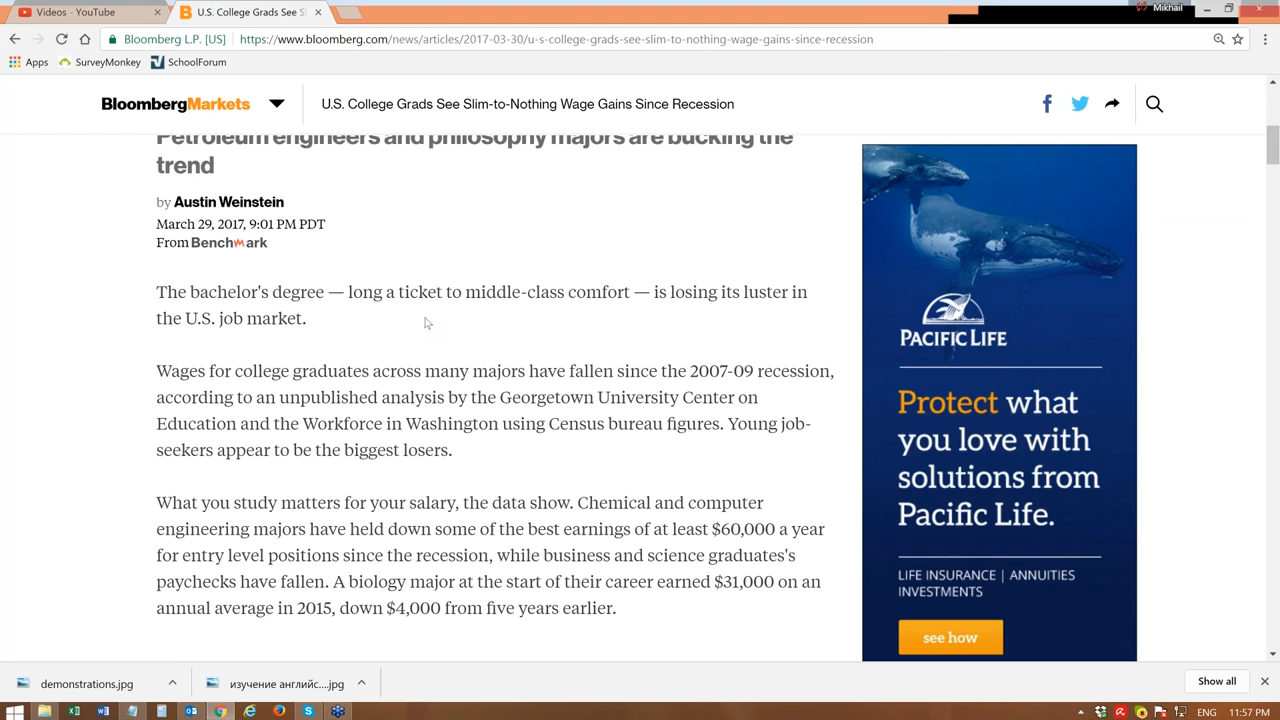 Videos - YouTube
U.S. College Grads See Sl
Mikhail
Bloomberg L.P. [US]
https://www.bloomberg.com/news/articles/2017-03-30/u-s-college-grads-see-slim-to-nothing-wage-gains-since-recession
Apps
SurveyMonkey
SchoolForum
BloombergMarkets
U.S. College Grads See Slim-to-Nothing Wage Gains Since Recession
Petroleum engineers and philosophy majors are bucking the
trend
by Austin Weinstein
March 29, 2017, 9:01 PM PDT
From Benchmark
The bachelor's degree — long a ticket to middle-class comfort — is losing its luster in
the U.S. job market.
Wages for college graduates across many majors have fallen since the 2007-09 recession,
according to an unpublished analysis by the Georgetown University Center on
Education and the Workforce in Washington using Census bureau figures. Young job-
seekers appear to be the biggest losers.
What you study matters for your salary, the data show. Chemical and computer
engineering majors have held down some of the best earnings of at least $60,000 a year
for entry level positions since the recession, while business and science graduates's
paychecks have fallen. A biology major at the start of their career earned $31,000 on an
annual average in 2015, down $4,000 from five years earlier.
PACIFIC LIFE
Protect what
you love with
solutions from
Pacific Life.
LIFE INSURANCE | ANNUITIES
INVESTMENTS
see how
demonstrations.jpg
изучение английс....jpg
Show all
ENG
11:57 PM